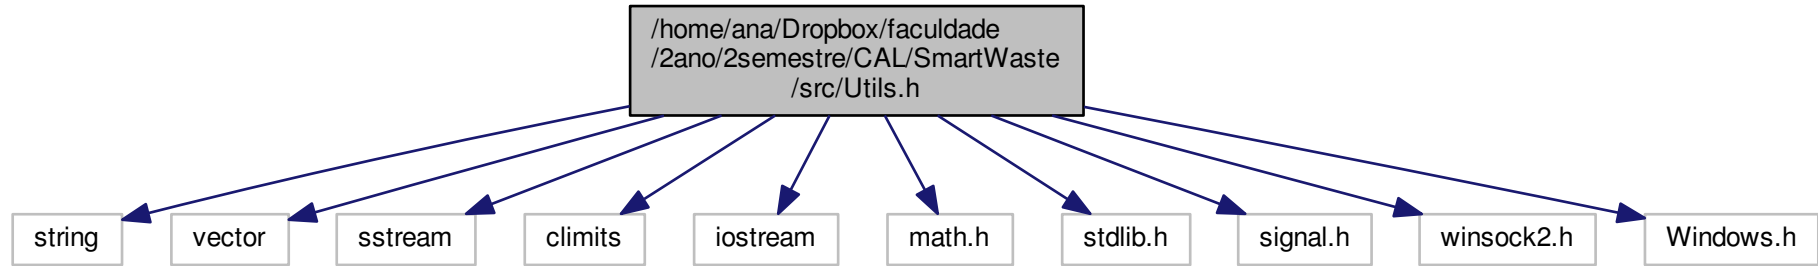 /home/ana/Dropbox/faculdade
/2ano/2semestre/CAL/SmartWaste
/src/Utils.h
string
vector
sstream
climits
iostream
math.h
stdlib.h
signal.h
winsock2.h
Windows.h